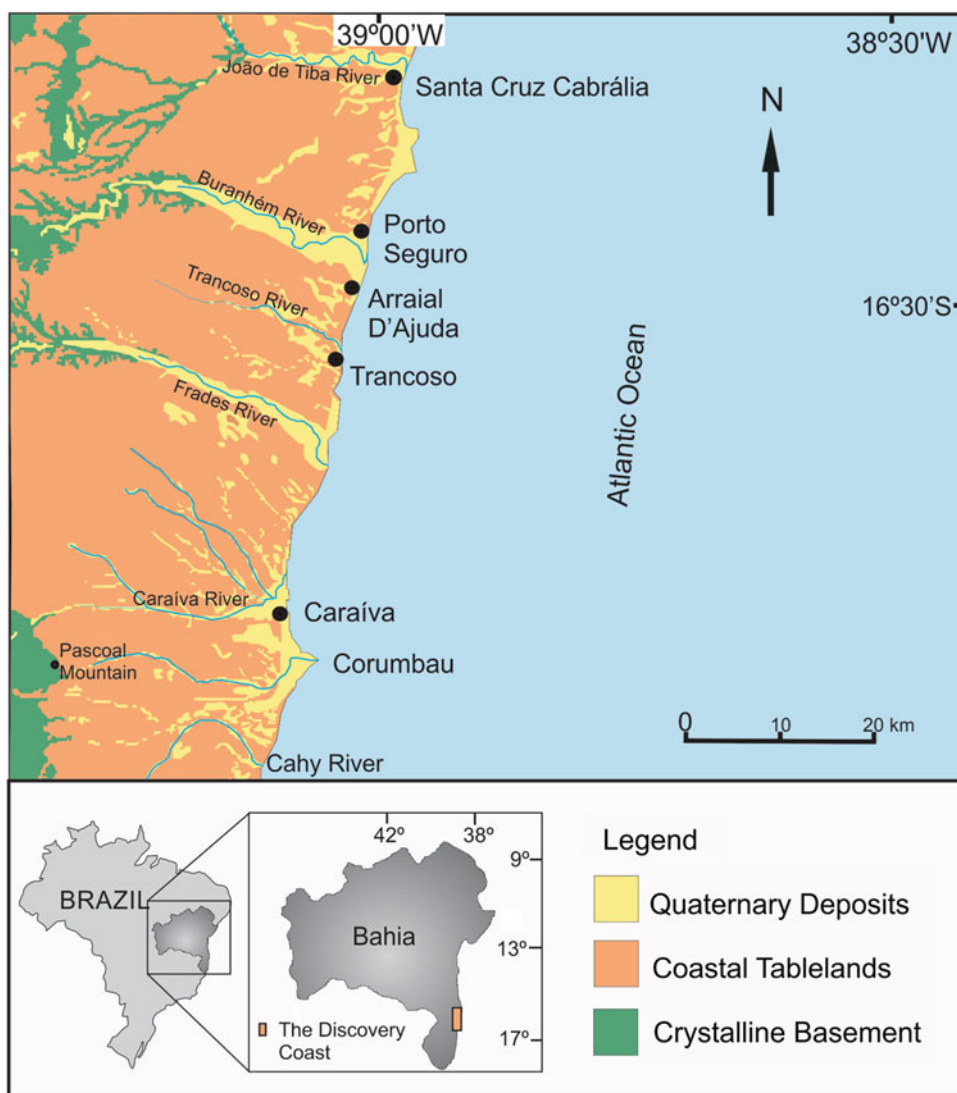 39º00'W
38º30'W
João de Tiba River
Santa Cruz Cabrália
N
Buranhém River
Porto
Seguro
Trancoso River
Arraial
D'Ajuda
16º30'S
Trancoso
Frades River
Atlantic Ocean
Caraíva River
Caraíva
Pascoal
Mountain
Corumbau
0
10
20 km
Cahy River
BRAZIL
42º
38º
9º
Bahia
13º
The Discovery
Coast
17º
Legend
Quaternary Deposits
Coastal Tablelands
Crystalline Basement